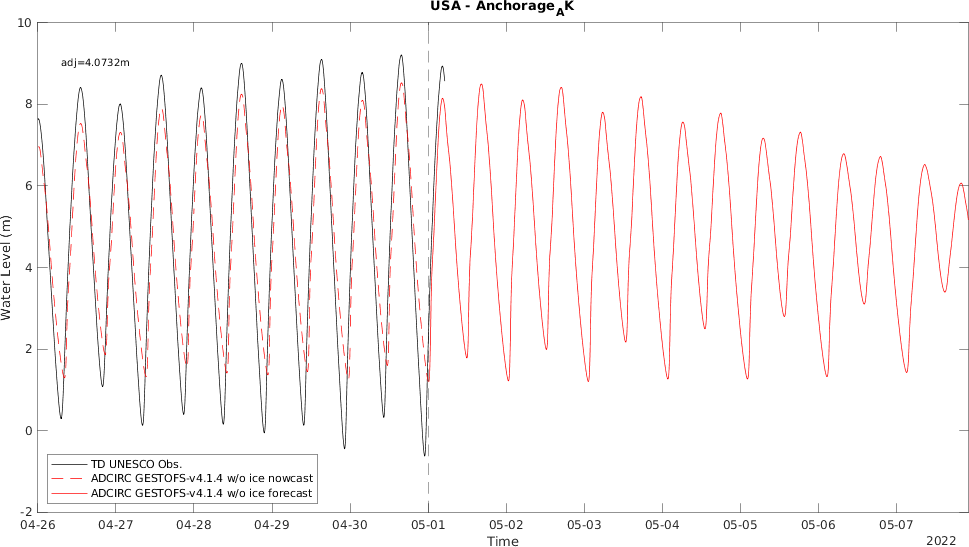 USA - Anchorage_AK
adj=4.0732m
10
8
6
4
2
0
-2
Water Level (m)
TD UNESCO Obs.
ADCIRC GESTOFS-v4.1.4 w/o ice nowcast
ADCIRC GESTOFS-v4.1.4 w/o ice forecast
04-26 04-27 04-28 04-29 04-30 05-01 05-02 05-03 05-04 05-05 05-06 05-07
Time
2022